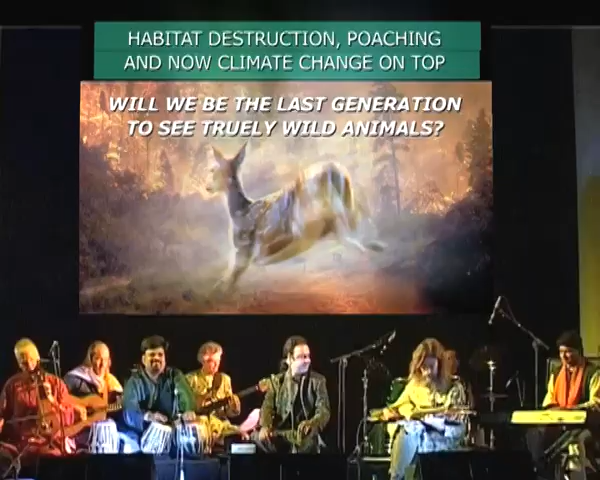 HABITAT DESTRUCTION, POACHING
AND NOW CLIMATE CHANGE ON TOP
WILL WE BE THE LAST GENERATION
TO SEE TRUELY WILD ANIMALS?